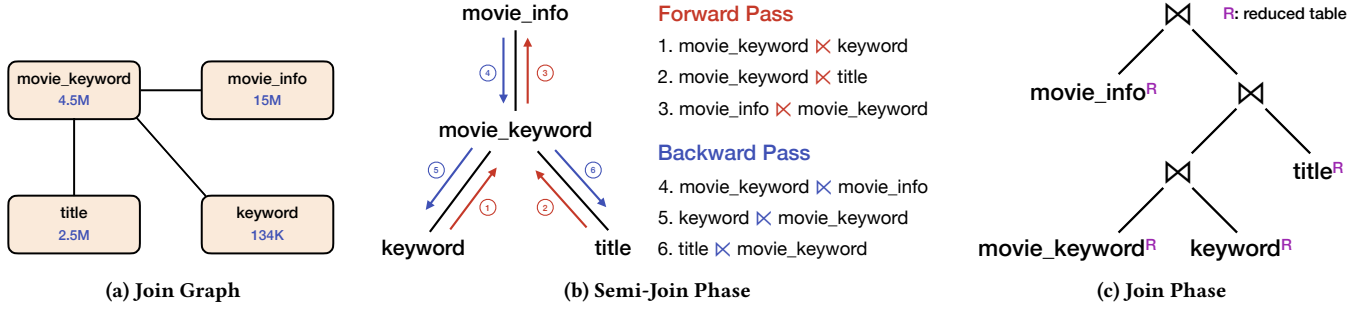 movie_keyword
4.5M
movie_info
15M
title
2.5M
keyword
134K
(a) Join Graph
movie_info
4
3
movie_keyword
5
1
2
6
keyword
title
Forward Pass
1. movie_keyword ⋉ keyword
2. movie_keyword ⋉ title
3. movie_info ⋉ movie_keyword
Backward Pass
4. movie_keyword ⋉ movie_info
5. keyword ⋉ movie_keyword
6. title ⋉ movie_keyword
(b) Semi-Join Phase
⋈
R: reduced table
movie_infoᴿ
⋈
⋈
titleᴿ
movie_keywordᴿ
keywordᴿ
(c) Join Phase